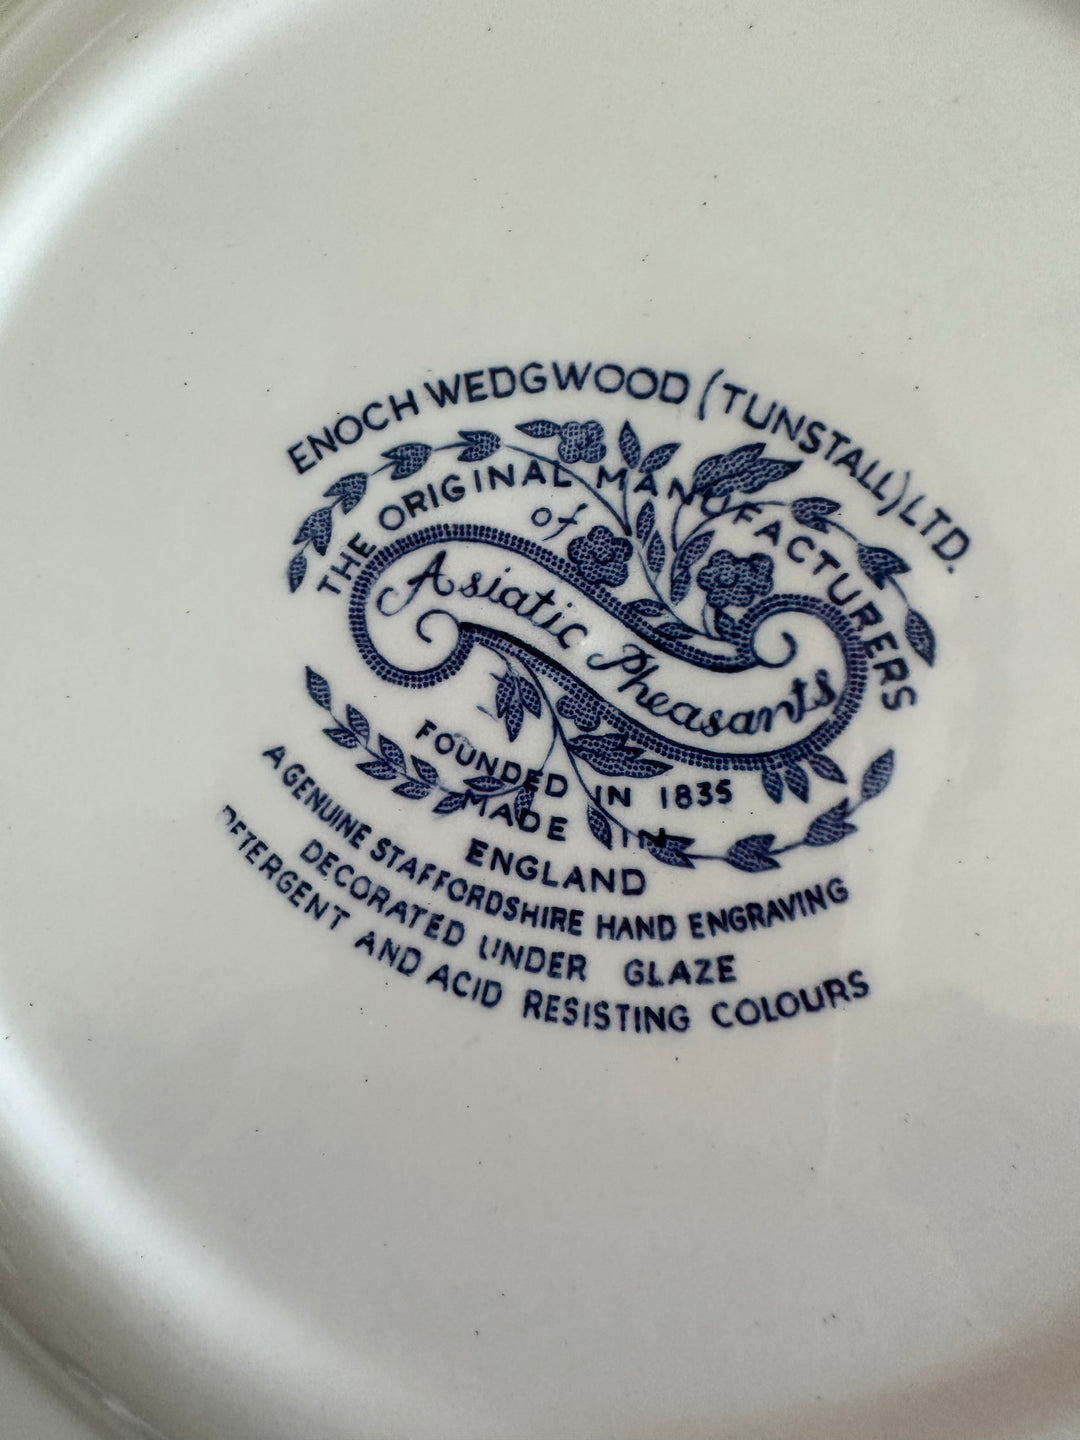 ENOCH WEDGWOOD (TUNSTALL) LTD.
THE ORIGINAL MANUFACTURERS
of
Asiatic Pheasants
FOUNDED IN 1835
MADE IN
ENGLAND
A GENUINE STAFFORDSHIRE HAND ENGRAVING
DECORATED UNDER GLAZE
DETERGENT AND ACID RESISTING COLOURS